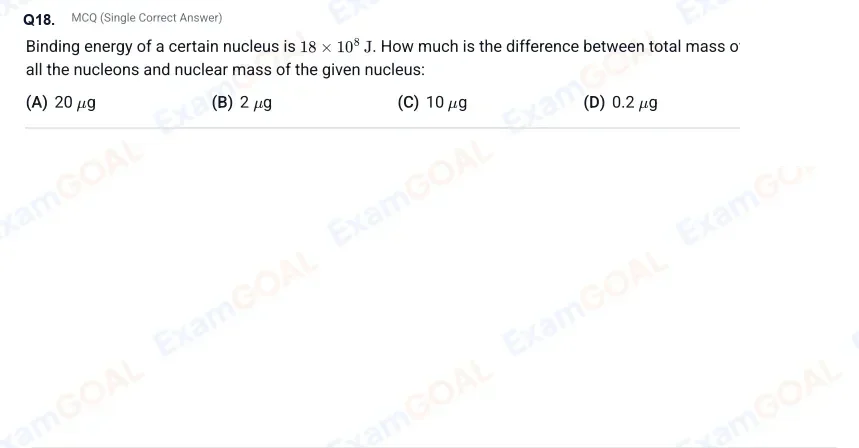 Q18. MCQ (Single Correct Answer)
Binding energy of a certain nucleus is 18 × 10⁸ J. How much is the difference between total mass o
all the nucleons and nuclear mass of the given nucleus:
(A) 20 μg (B) 2 μg (C) 10 μg (D) 0.2 μg
ExamGOAL